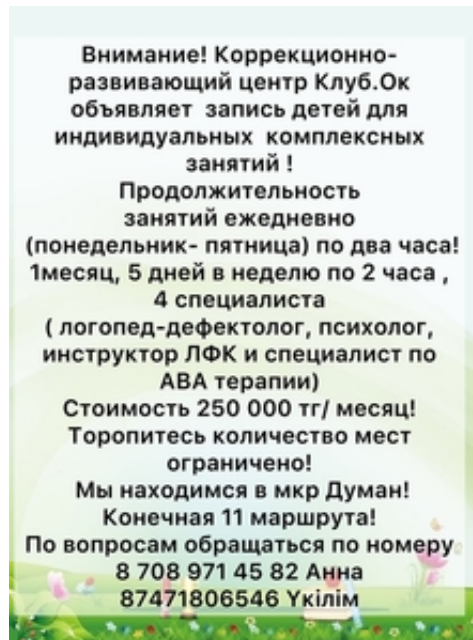 Внимание! Коррекционно-
развивающий центр Клуб.Ок
объявляет запись детей для
индивидуальных комплексных
занятий !
Продолжительность
занятий ежедневно
(понедельник- пятница) по два часа!
1месяц, 5 дней в неделю по 2 часа ,
4 специалиста
( логопед-дефектолог, психолог,
инструктор ЛФК и специалист по
АВА терапии)
Стоимость 250 000 тг/ месяц!
Торопитесь количество мест
ограничено!
Мы находимся в мкр Думан!
Конечная 11 маршрута!
По вопросам обращаться по номеру
8 708 971 45 82 Анна
87471806546 Үкілім